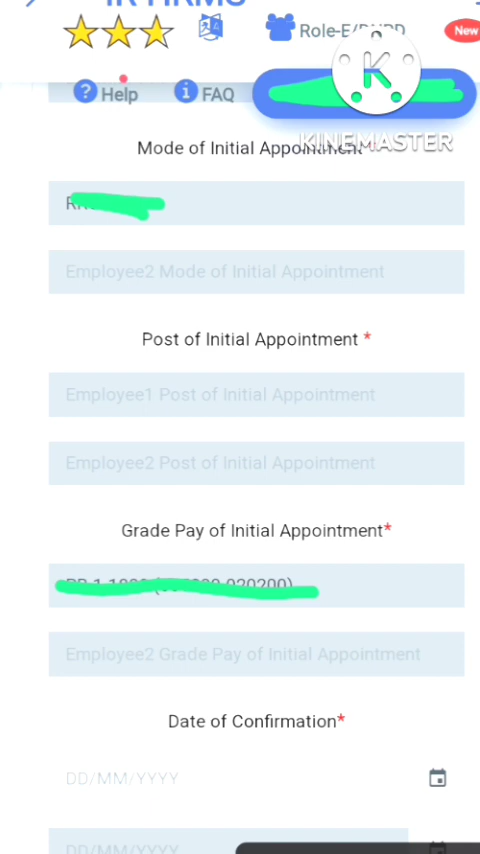 IR HRMS
Role-E/
New
Help
FAQ
KINEMASTER
Mode of Initial Appointment
Employee2 Mode of Initial Appointment
Post of Initial Appointment *
Employee1 Post of Initial Appointment
Employee2 Post of Initial Appointment
Grade Pay of Initial Appointment*
Employee2 Grade Pay of Initial Appointment
Date of Confirmation*
DD/MM/YYYY
DD/MM/YYYY